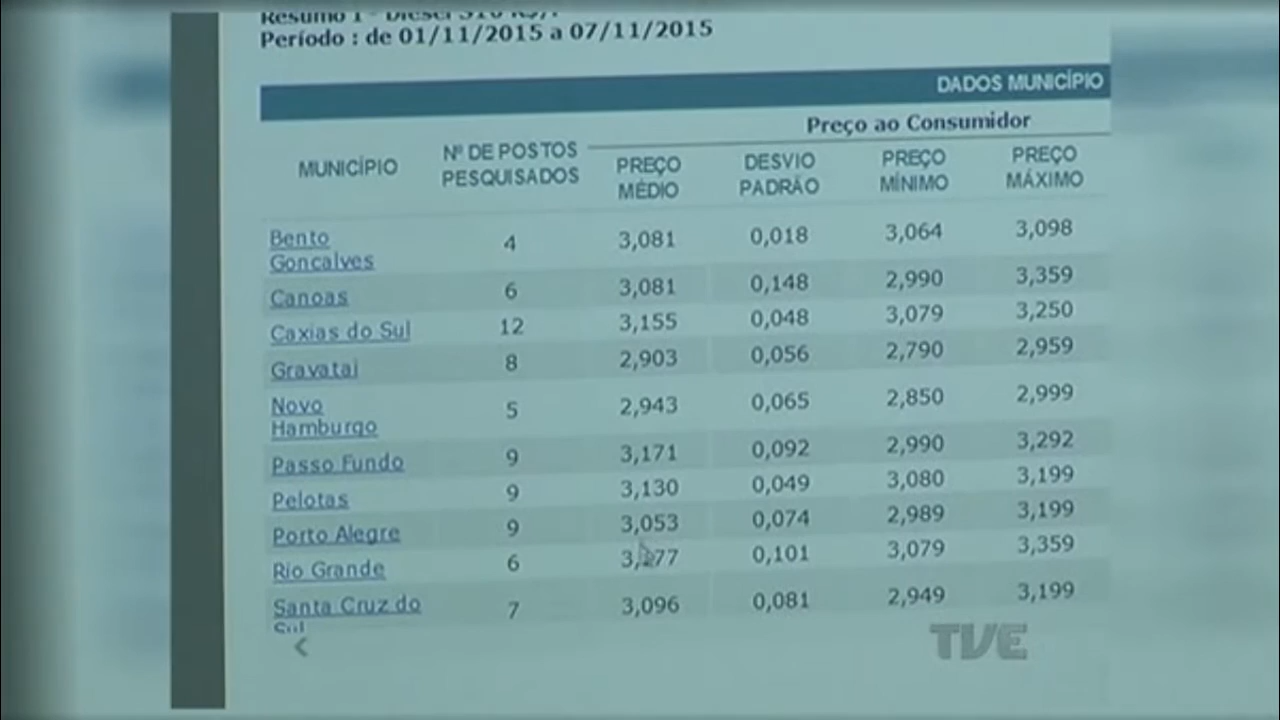 Resumo 1 - Diesel S10 R$/l
Período : de 01/11/2015 a 07/11/2015
DADOS MUNICÍPIO
Preço ao Consumidor
MUNICÍPIO Nº DE POSTOS PESQUISADOS PREÇO MÉDIO DESVIO PADRÃO PREÇO MÍNIMO PREÇO MÁXIMO
Bento Goncalves 4 3,081 0,018 3,064 3,098
Canoas 6 3,081 0,148 2,990 3,359
Caxias do Sul 12 3,155 0,048 3,079 3,250
Gravatai 8 2,903 0,056 2,790 2,959
Novo Hamburgo 5 2,943 0,065 2,850 2,999
Passo Fundo 9 3,171 0,092 2,990 3,292
Pelotas 9 3,130 0,049 3,080 3,199
Porto Alegre 9 3,053 0,074 2,989 3,199
Rio Grande 6 0,101 3,079 3,359
Santa Cruz do Sul 7 3,096 0,081 2,949 3,199
TVE